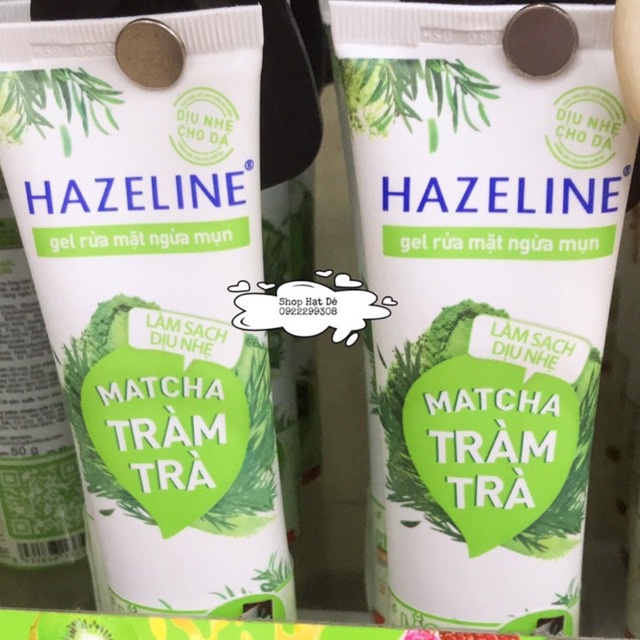 DỊU NHẸ
CHO DA
HAZELINE®
gel rửa mặt ngừa mụn
LÀM SẠCH
DỊU NHẸ
MATCHA
TRÀM
TRÀ
Shop Hạt Dẻ
0922299308
DỊU NHẸ
CHO DA
HAZELINE®
gel rửa mặt ngừa mụn
LÀM SẠCH
DỊU NHẸ
MATCHA
TRÀM
TRÀ
50 g